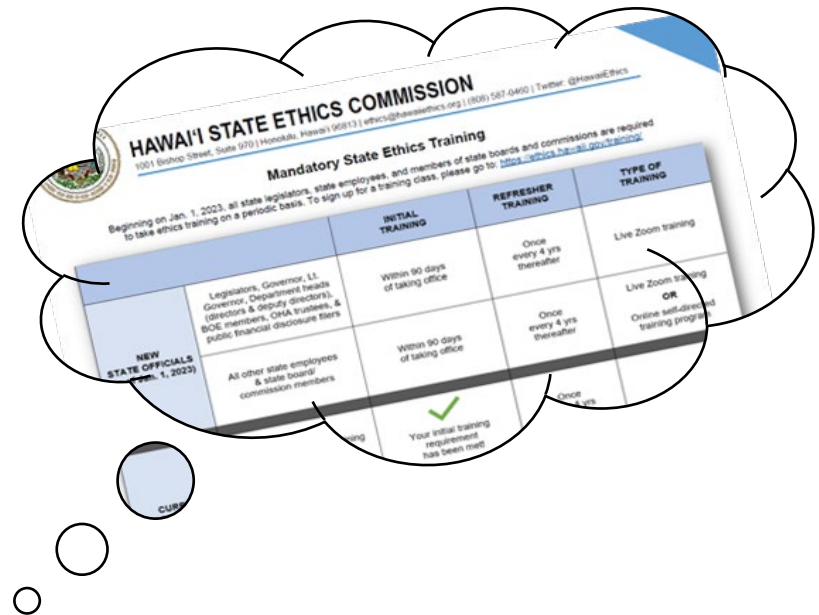 HAWAI‘I STATE ETHICS COMMISSION
1001 Bishop Street, Suite 970 | Honolulu, Hawai‘i 96813 | ethics@hawaiiethics.org | (808) 587-0460 | Twitter: @HawaiiEthics
Mandatory State Ethics Training
Beginning on Jan. 1, 2023, all state legislators, state employees, and members of state boards and commissions are required
to take ethics training on a periodic basis. To sign up for a training class, please go to: https://ethics.hawaii.gov/training/
INITIAL
TRAINING
REFRESHER
TRAINING
TYPE OF
TRAINING
NEW
STATE OFFICIALS
Jan. 1, 2023)
Legislators, Governor, Lt.
Governor, Department heads
(directors & deputy directors),
BOE members, OHA trustees, &
public financial disclosure filers
Within 90 days
of taking office
Once
every 4 yrs
thereafter
Live Zoom training
All other state employees
& state board/
commission members
Within 90 days
of taking office
Once
every 4 yrs
thereafter
Live Zoom training
OR
Online self-directed
training program
Your initial training
requirement
has been met!
Once
4 yrs